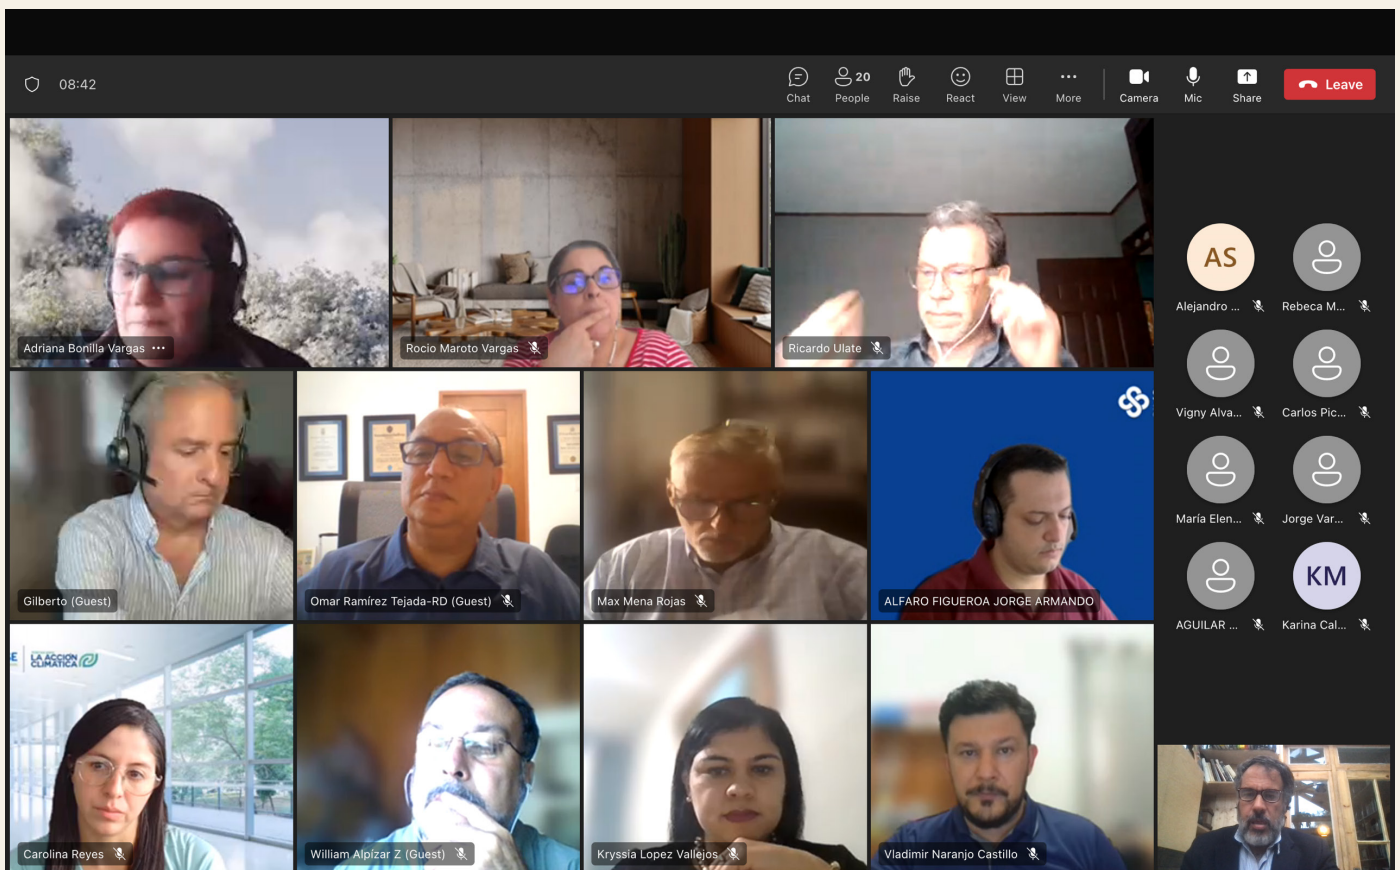 08:42
Chat
People
20
Raise
React
View
More
Camera
Mic
Share
Leave
Adriana Bonilla Vargas ...
Rocio Maroto Vargas
Ricardo Ulate
AS
Alejandro ...
Rebeca M...
Vigny Alva...
Carlos Pic...
María Elen...
Jorge Var...
AGUILAR ...
KM
Karina Cal...
Gilberto (Guest)
Omar Ramírez Tejada-RD (Guest)
Max Mena Rojas
ALFARO FIGUEROA JORGE ARMANDO
LA ACCIÓN
CLIMÁTICA
Carolina Reyes
William Alpízar Z (Guest)
Kryssia Lopez Vallejos
Vladimir Naranjo Castillo